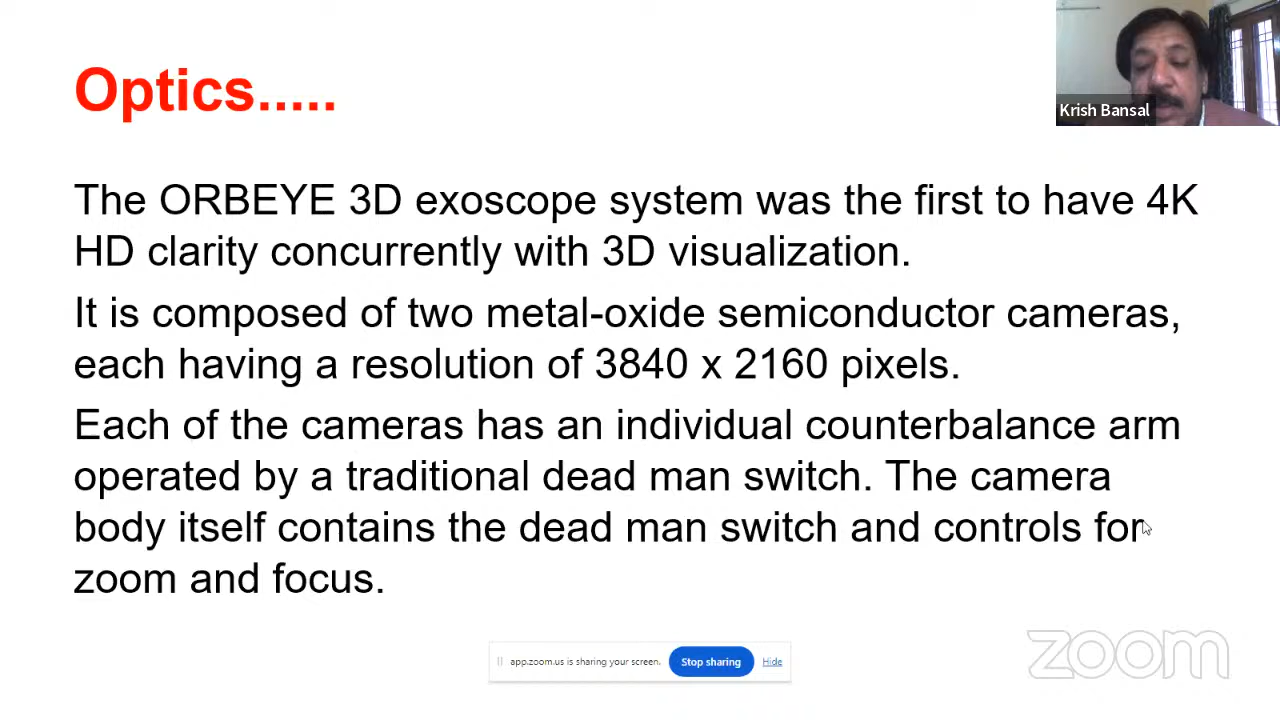 Optics.....
Krish Bansal
The ORBEYE 3D exoscope system was the first to have 4K
HD clarity concurrently with 3D visualization.
It is composed of two metal-oxide semiconductor cameras,
each having a resolution of 3840 x 2160 pixels.
Each of the cameras has an individual counterbalance arm
operated by a traditional dead man switch. The camera
body itself contains the dead man switch and controls for
zoom and focus.
app.zoom.us is sharing your screen. Stop sharing Hide
zoom